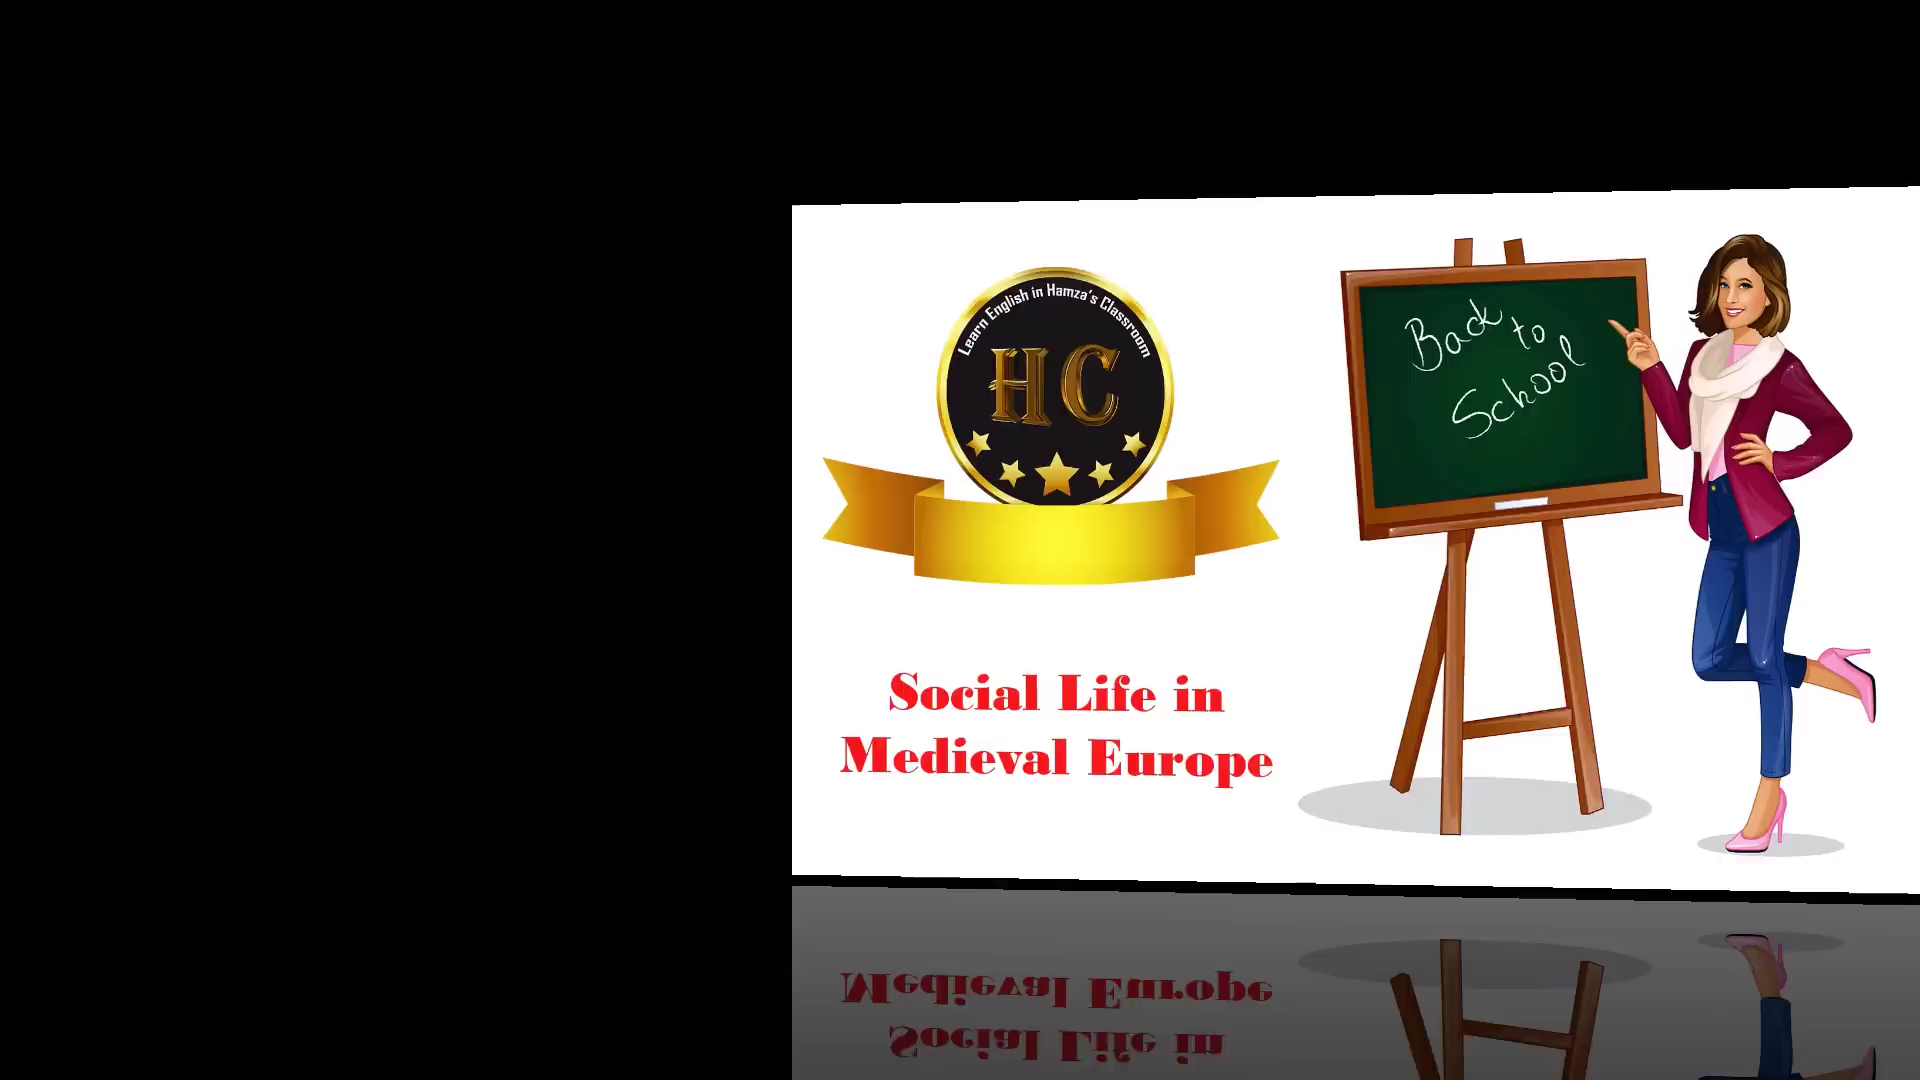 Learn English in Hamza's Classroom
HC
Social Life in
Medieval Europe
Back to
School